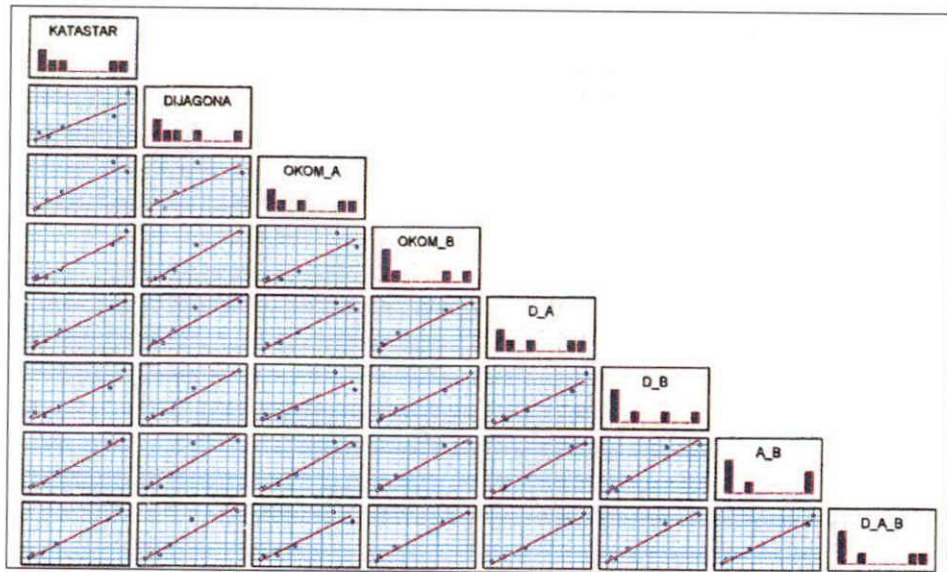 KATASTAR
DIJAGONA
OKOM_A
OKOM_B
D_A
D_B
A_B
D_A_B